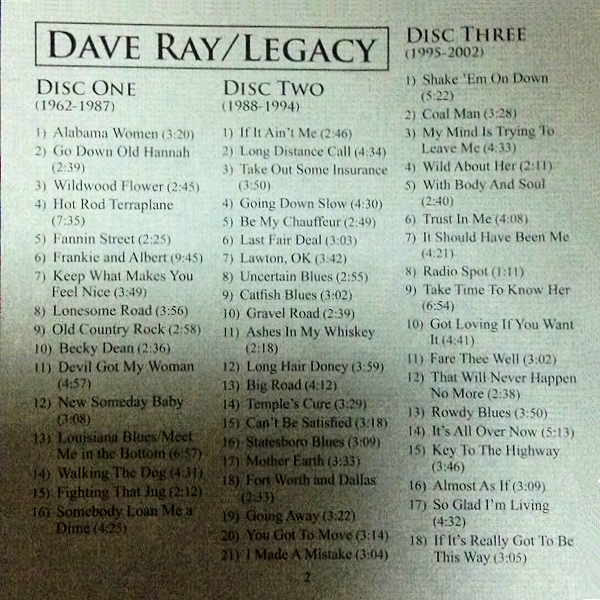 DAVE RAY/LEGACY
DISC ONE
(1962-1987)
1) Alabama Women (3:20)
2) Go Down Old Hannah
(2:39)
3) Wildwood Flower (2:45)
4) Hot Rod Terraplane
(7:35)
5) Fannin Street (2:25)
6) Frankie and Albert (9:45)
7) Keep What Makes You
Feel Nice (3:49)
8) Lonesome Road (3:56)
9) Old Country Rock (2:58)
10) Becky Dean (2:36)
11) Devil Got My Woman
(4:57)
12) New Someday Baby
(3:08)
13) Louisiana Blues/Meet
Me in the Bottom (6:57)
14) Walking The Dog (4:31)
15) Fighting That Jug (2:12)
16) Somebody Loan Me a
Dime (4:25)
DISC TWO
(1988-1994)
1) If It Ain't Me (2:46)
2) Long Distance Call (4:34)
3) Take Out Some Insurance
(3:50)
4) Going Down Slow (4:30)
5) Be My Chauffeur (2:49)
6) Last Fair Deal (3:03)
7) Lawton, OK (3:42)
8) Uncertain Blues (2:55)
9) Catfish Blues (3:02)
10) Gravel Road (2:39)
11) Ashes In My Whiskey
(2:18)
12) Long Hair Doney (3:59)
13) Big Road (4:12)
14) Temple's Cure (3:29)
15) Can't Be Satisfied (3:18)
16) Statesboro Blues (3:09)
17) Mother Earth (3:33)
18) Fort Worth and Dallas
(2:33)
19) Going Away (3:22)
20) You Got To Move (3:14)
21) I Made A Mistake (3:04)
DISC THREE
(1995-2002)
1) Shake 'Em On Down
(5:22)
2) Coal Man (3:28)
3) My Mind Is Trying To
Leave Me (4:33)
4) Wild About Her (2:11)
5) With Body And Soul
(2:40)
6) Trust In Me (4:08)
7) It Should Have Been Me
(4:21)
8) Radio Spot (1:11)
9) Take Time To Know Her
(6:54)
10) Got Loving If You Want
It (4:41)
11) Fare Thee Well (3:02)
12) That Will Never Happen
No More (2:38)
13) Rowdy Blues (3:50)
14) It's All Over Now (5:13)
15) Key To The Highway
(3:46)
16) Almost As If (3:09)
17) So Glad I'm Living
(4:32)
18) If It's Really Got To Be
This Way (3:05)
2